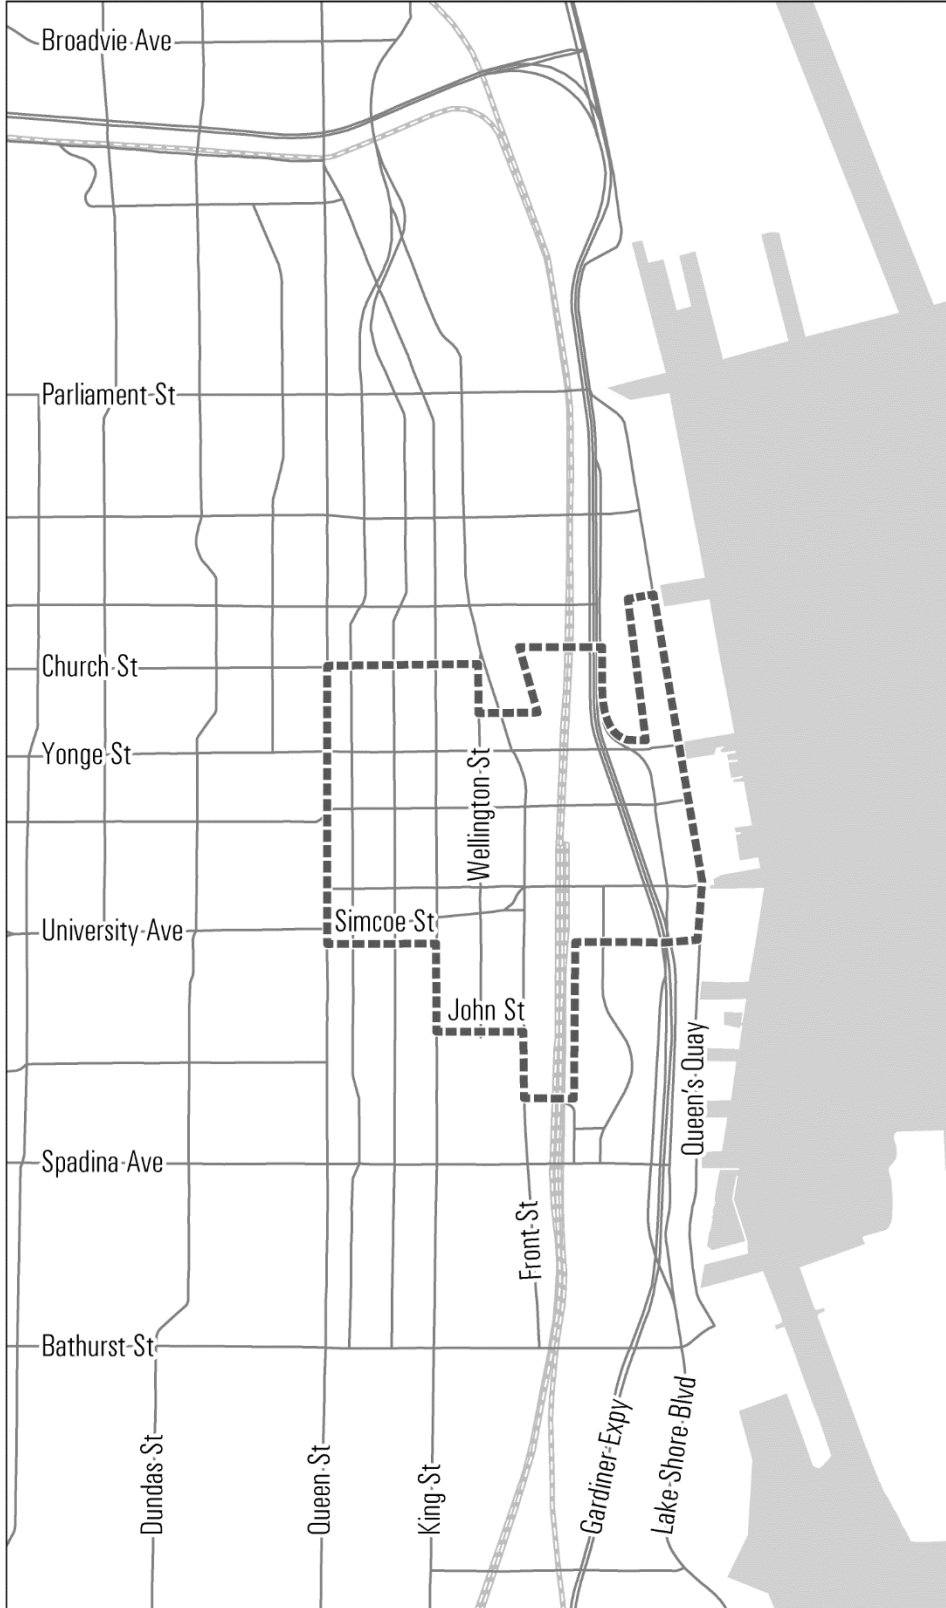 Broadvie Ave
Parliament St
Church St
Yonge St
Wellington St
Simcoe St
University Ave
John St
Queen's Quay
Spadina Ave
Front St
Bathurst St
Dundas St
Queen St
King St
Gardiner Expy
Lake Shore Blvd